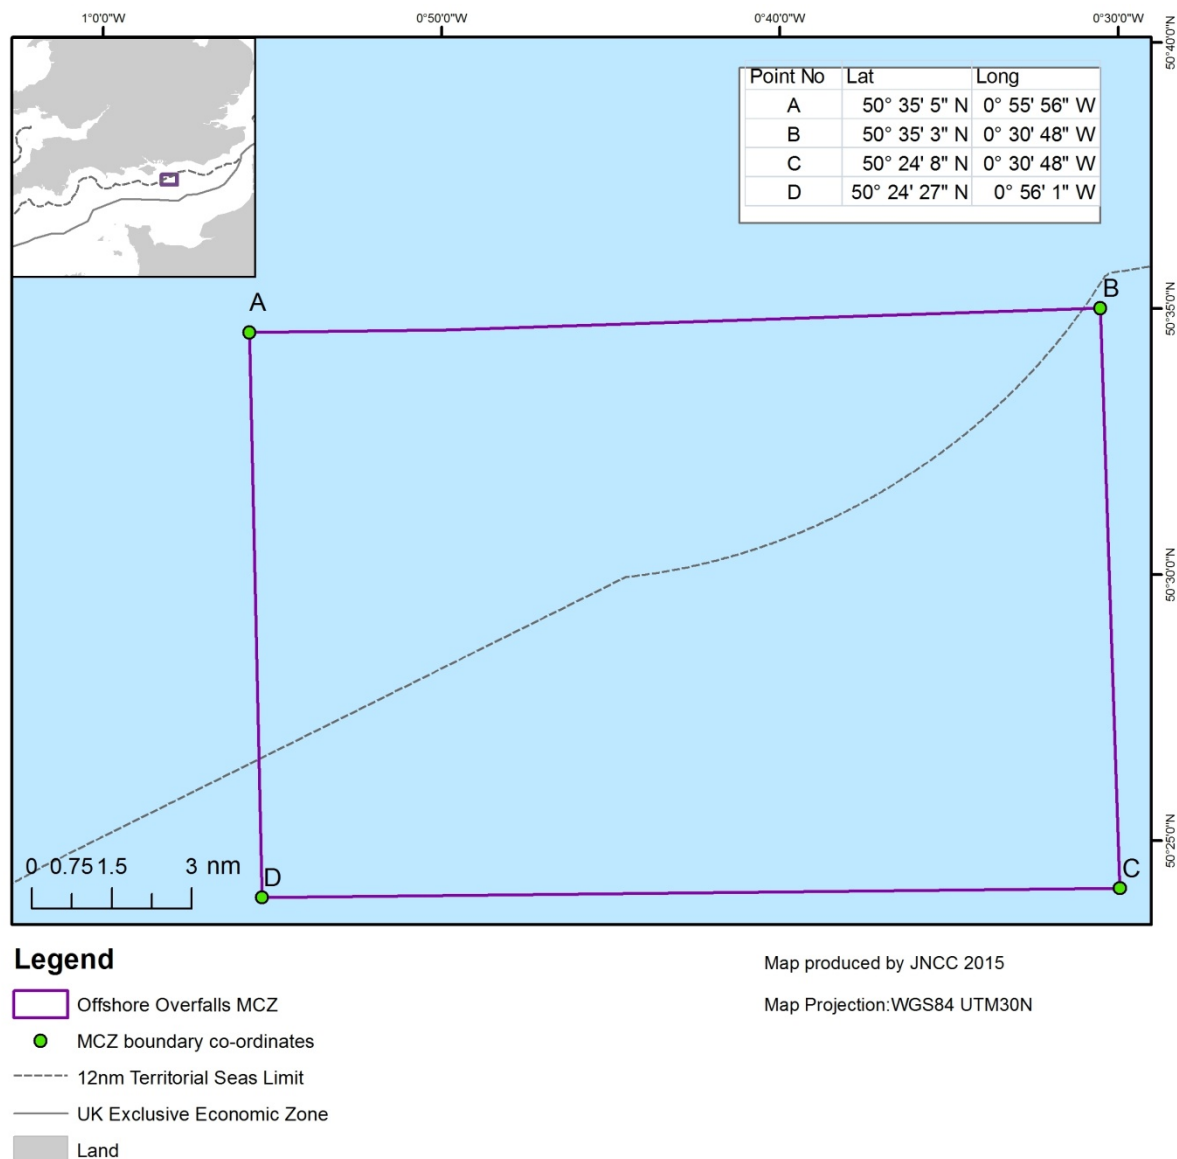 1°0'0"W 0°50'0"W 0°40'0"W 0°30'0"W
50°40'0"N
Point No Lat Long
A 50° 35' 5" N 0° 55' 56" W
B 50° 35' 3" N 0° 30' 48" W
C 50° 24' 8" N 0° 30' 48" W
D 50° 24' 27" N 0° 56' 1" W
A
B
50°35'0"N
50°30'0"N
50°25'0"N
0 0.75 1.5 3 nm
D
C
Legend
Offshore Overfalls MCZ
MCZ boundary co-ordinates
12nm Territorial Seas Limit
UK Exclusive Economic Zone
Land
Map produced by JNCC 2015
Map Projection:WGS84 UTM30N